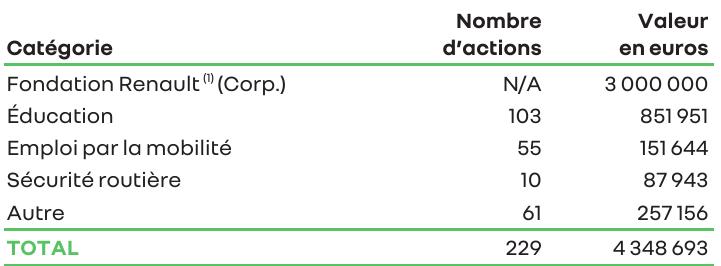 Catégorie Nombre d’actions Valeur en euros
Fondation Renault (1) (Corp.) N/A 3 000 000
Éducation 103 851 951
Emploi par la mobilité 55 151 644
Sécurité routière 10 87 943
Autre 61 257 156
TOTAL 229 4 348 693